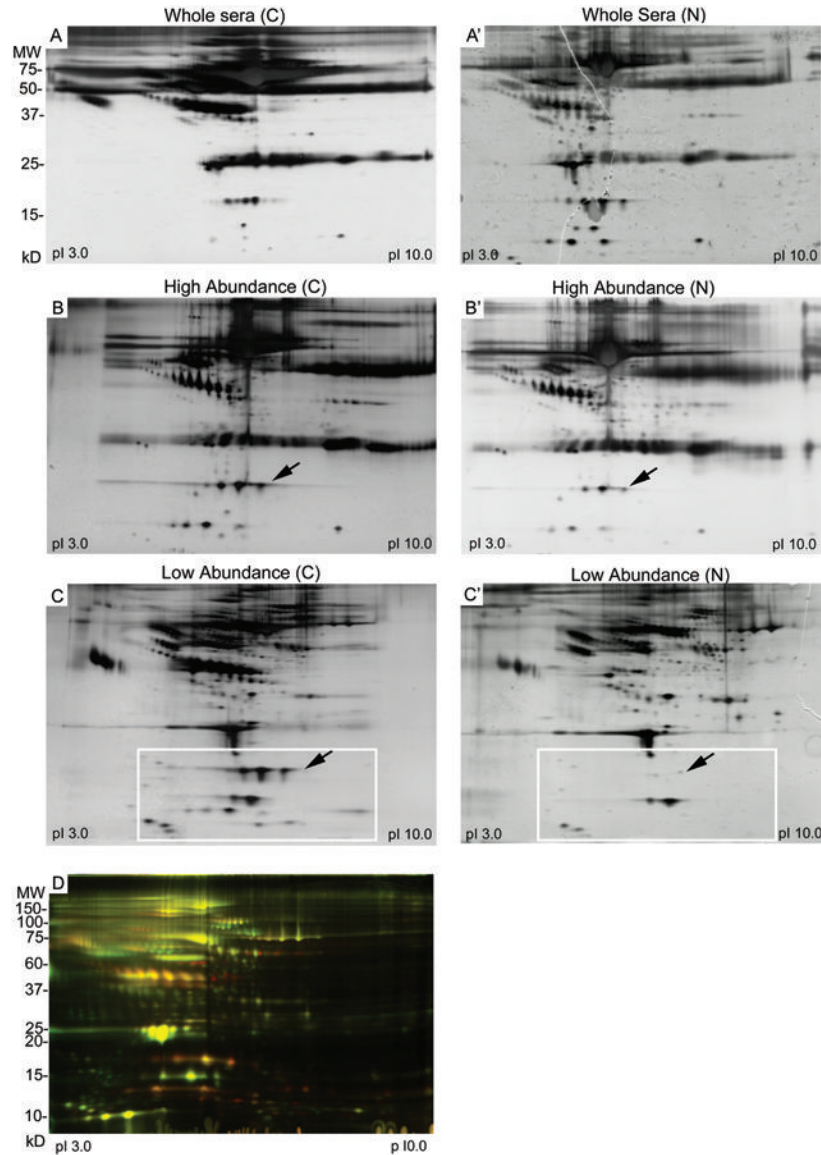 Whole sera (C)
Whole Sera (N)
A
A'
MW
75-
50-
37-
25-
15-
kD
pI 3.0
pI 10.0
pI 3.0
pI 10.0
High Abundance (C)
High Abundance (N)
B
B'
pI 3.0
pI 10.0
pI 3.0
pI 10.0
Low Abundance (C)
Low Abundance (N)
C
C'
pI 3.0
pI 10.0
pI 3.0
pI 10.0
D
MW
150-
100-
75-
60-
37-
25-
20-
15-
10-
kD
pI 3.0
p I0.0